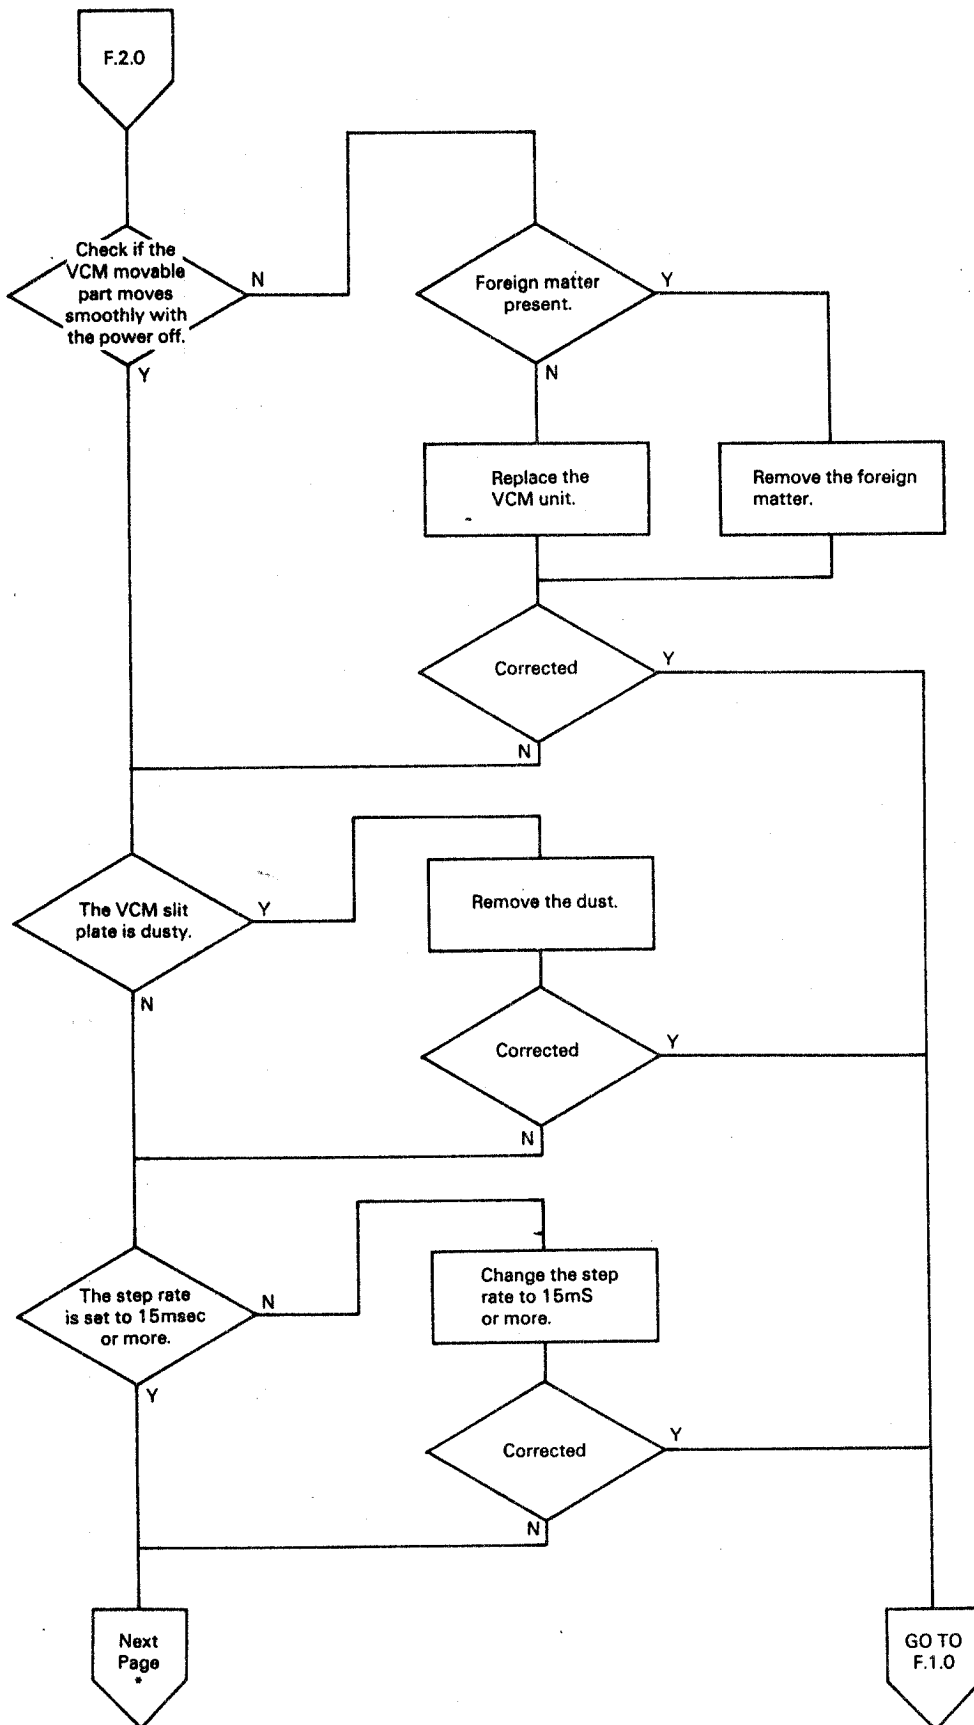 F.2.0
Check if the
VCM movable
part moves
smoothly with
the power off.
N
Y
Foreign matter
present.
Y
N
Replace the
VCM unit.
Remove the foreign
matter.
Corrected
Y
N
The VCM slit
plate is dusty.
Y
N
Remove the dust.
Corrected
Y
N
The step rate
is set to 15msec
or more.
N
Y
Change the step
rate to 15mS
or more.
Corrected
Y
N
Next
Page
*
GO TO
F.1.0